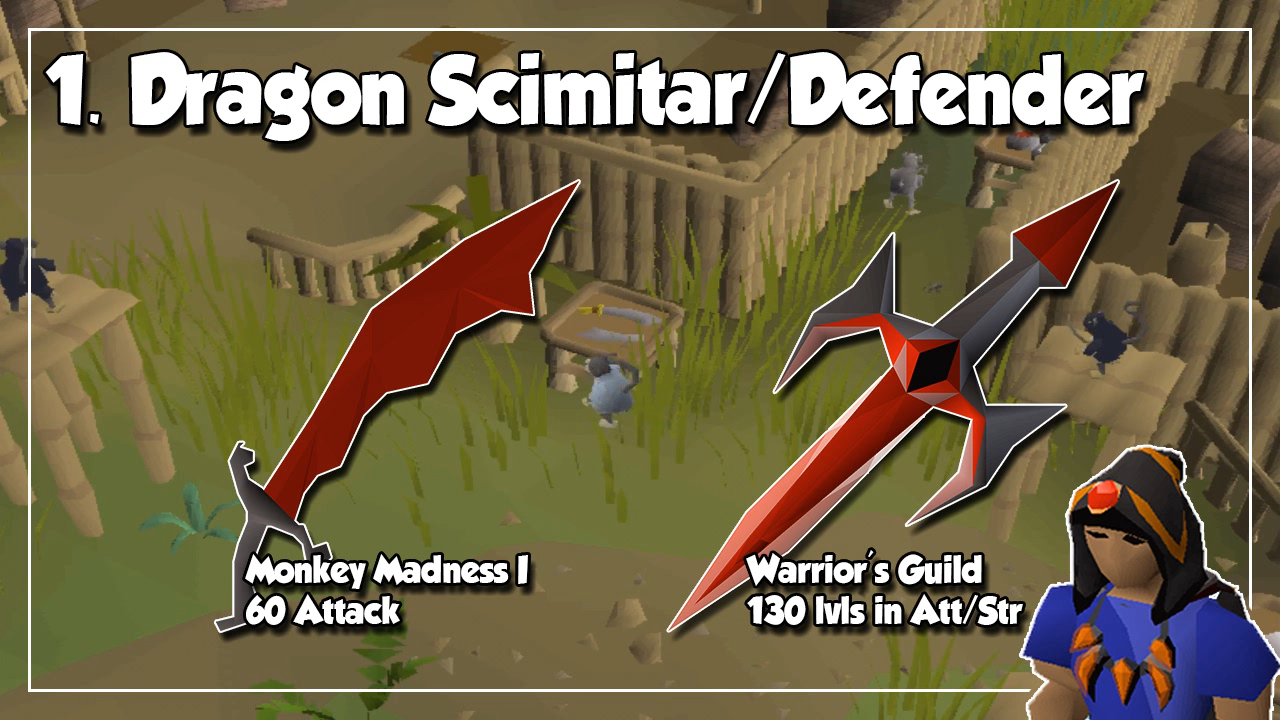 1. Dragon Scimitar/Defender
Monkey Madness I
60 Attack
Warrior's Guild
130 lvls in Att/Str